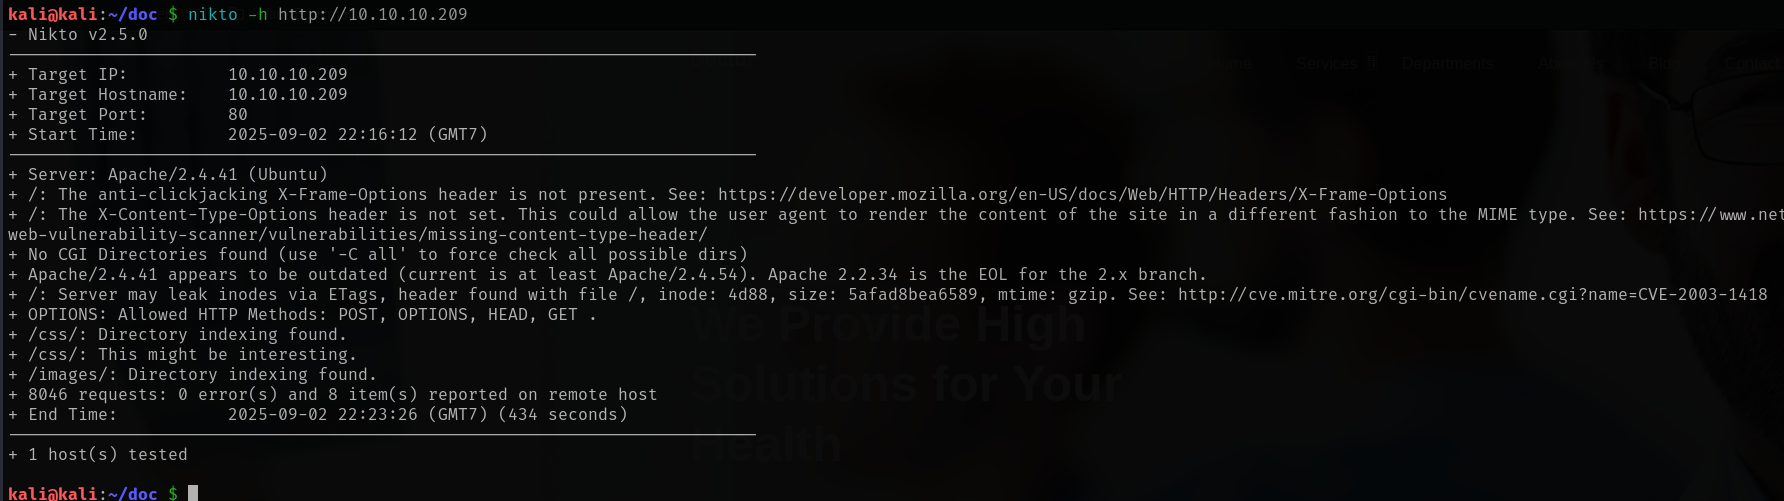 kali@kali:~/doc $ nikto -h http://10.10.10.209
- Nikto v2.5.0
+ Target IP: 10.10.10.209
+ Target Hostname: 10.10.10.209
+ Target Port: 80
+ Start Time: 2025-09-02 22:16:12 (GMT7)
+ Server: Apache/2.4.41 (Ubuntu)
+ /: The anti-clickjacking X-Frame-Options header is not present. See: https://developer.mozilla.org/en-US/docs/Web/HTTP/Headers/X-Frame-Options
+ /: The X-Content-Type-Options header is not set. This could allow the user agent to render the content of the site in a different fashion to the MIME type. See: https://www.net
web-vulnerability-scanner/vulnerabilities/missing-content-type-header/
+ No CGI Directories found (use '-C all' to force check all possible dirs)
+ Apache/2.4.41 appears to be outdated (current is at least Apache/2.4.54). Apache 2.2.34 is the EOL for the 2.x branch.
+ /: Server may leak inodes via ETags, header found with file /, inode: 4d88, size: 5afad8bea6589, mtime: gzip. See: http://cve.mitre.org/cgi-bin/cvename.cgi?name=CVE-2003-1418
+ OPTIONS: Allowed HTTP Methods: POST, OPTIONS, HEAD, GET .
+ /css/: Directory indexing found.
+ /css/: This might be interesting.
+ /images/: Directory indexing found.
+ 8046 requests: 0 error(s) and 8 item(s) reported on remote host
+ End Time: 2025-09-02 22:23:26 (GMT7) (434 seconds)
+ 1 host(s) tested
kali@kali:~/doc $
Services Departments Blog Contact
We Provide High
Solutions for Your
Health